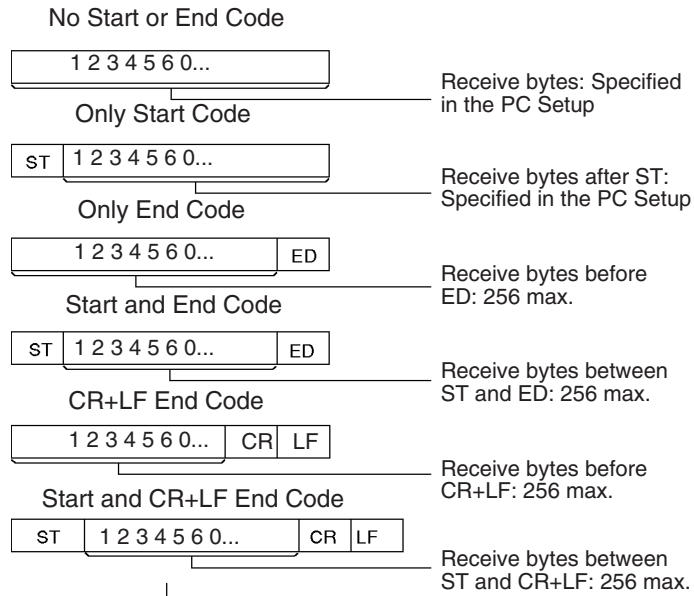 No Start or End Code
1 2 3 4 5 6 0...
Receive bytes: Specified
in the PC Setup
Only Start Code
ST 1 2 3 4 5 6 0...
Receive bytes after ST:
Specified in the PC Setup
Only End Code
1 2 3 4 5 6 0... ED
Receive bytes before
ED: 256 max.
Start and End Code
ST 1 2 3 4 5 6 0... ED
Receive bytes between
ST and ED: 256 max.
CR+LF End Code
1 2 3 4 5 6 0... CR LF
Receive bytes before
CR+LF: 256 max.
Start and CR+LF End Code
ST 1 2 3 4 5 6 0... CR LF
Receive bytes between
ST and CR+LF: 256 max.